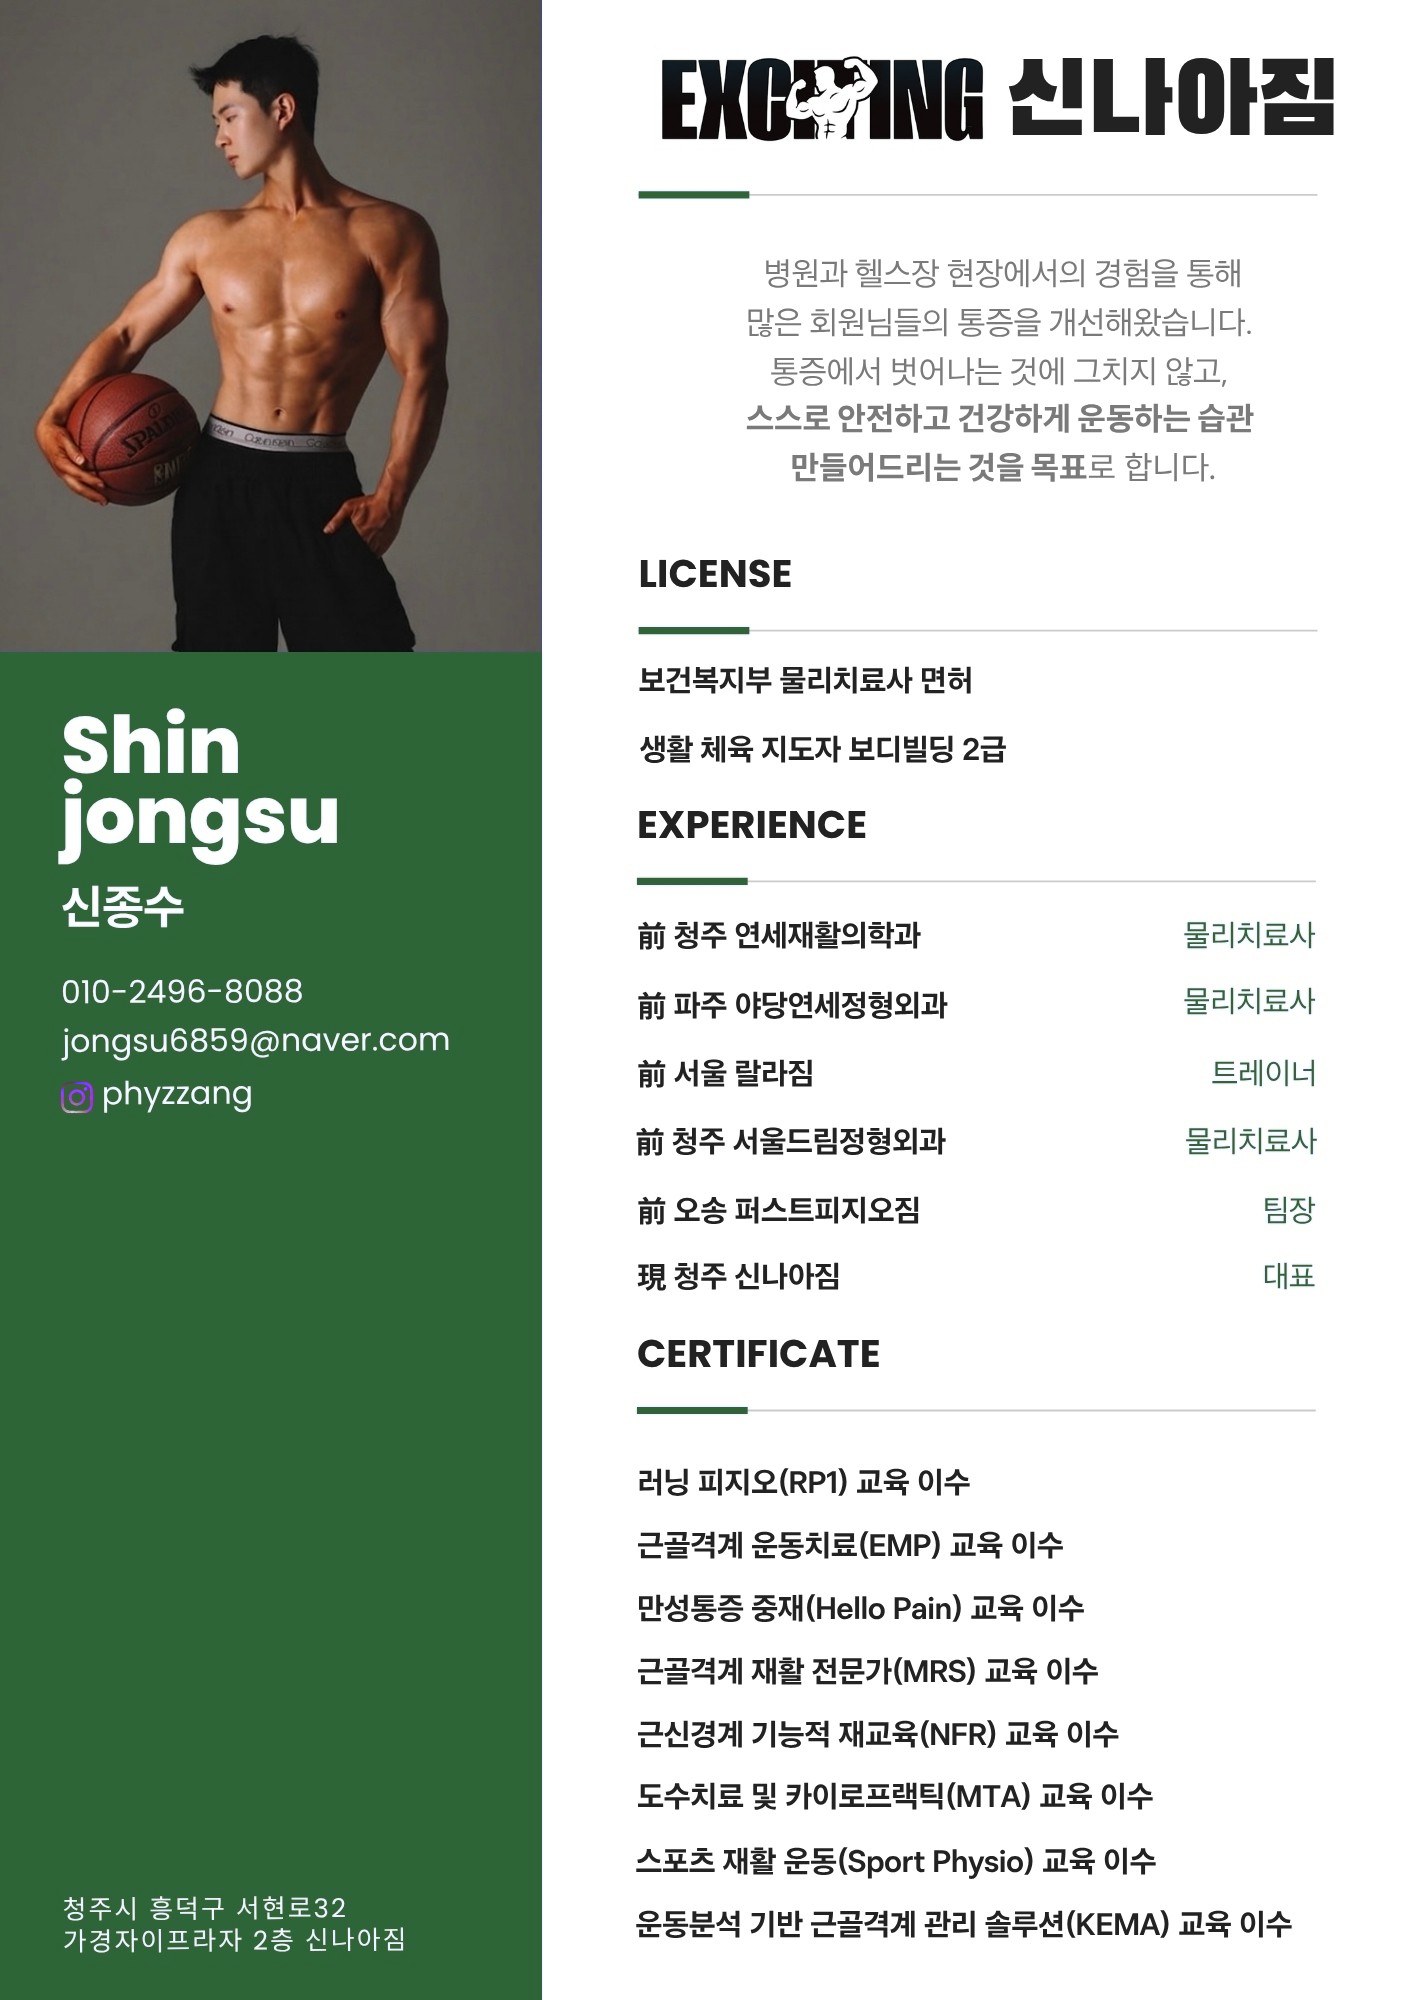 EXCITING 신나아짐
병원과 헬스장 현장에서의 경험을 통해
많은 회원님들의 통증을 개선해왔습니다.
통증에서 벗어나는 것에 그치지 않고,
스스로 안전하고 건강하게 운동하는 습관
만들어드리는 것을 목표로 합니다.
SPALDING
Calvin Klein
Shin
jongsu
신종수
010-2496-8088
jongsu6859@naver.com
phyzzang
청주시 흥덕구 서현로32
가경자이프라자 2층 신나아짐
LICENSE
보건복지부 물리치료사 면허
생활 체육 지도자 보디빌딩 2급
EXPERIENCE
前 청주 연세재활의학과 물리치료사
前 파주 야당연세정형외과 물리치료사
前 서울 랄라짐 트레이너
前 청주 서울드림정형외과 물리치료사
前 오송 퍼스트피지오짐 팀장
現 청주 신나아짐 대표
CERTIFICATE
러닝 피지오(RP1) 교육 이수
근골격계 운동치료(EMP) 교육 이수
만성통증 중재(Hello Pain) 교육 이수
근골격계 재활 전문가(MRS) 교육 이수
근신경계 기능적 재교육(NFR) 교육 이수
도수치료 및 카이로프랙틱(MTA) 교육 이수
스포츠 재활 운동(Sport Physio) 교육 이수
운동분석 기반 근골격계 관리 솔루션(KEMA) 교육 이수